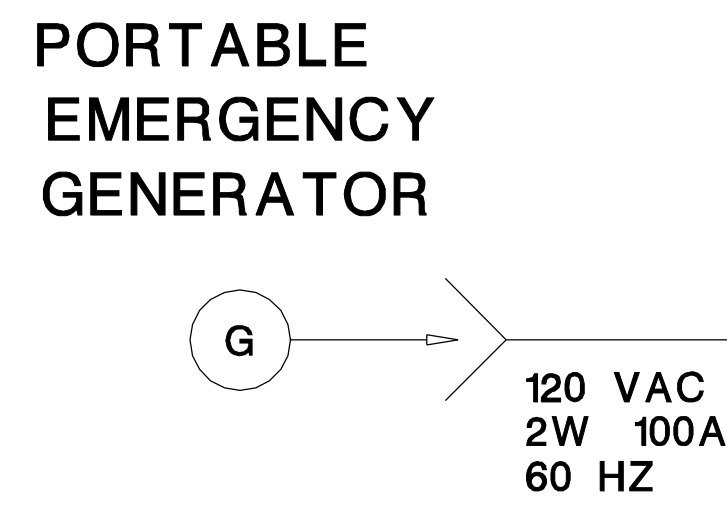 PORTABLE
EMERGENCY
GENERATOR
G
120 VAC
2W 100A
60 HZ